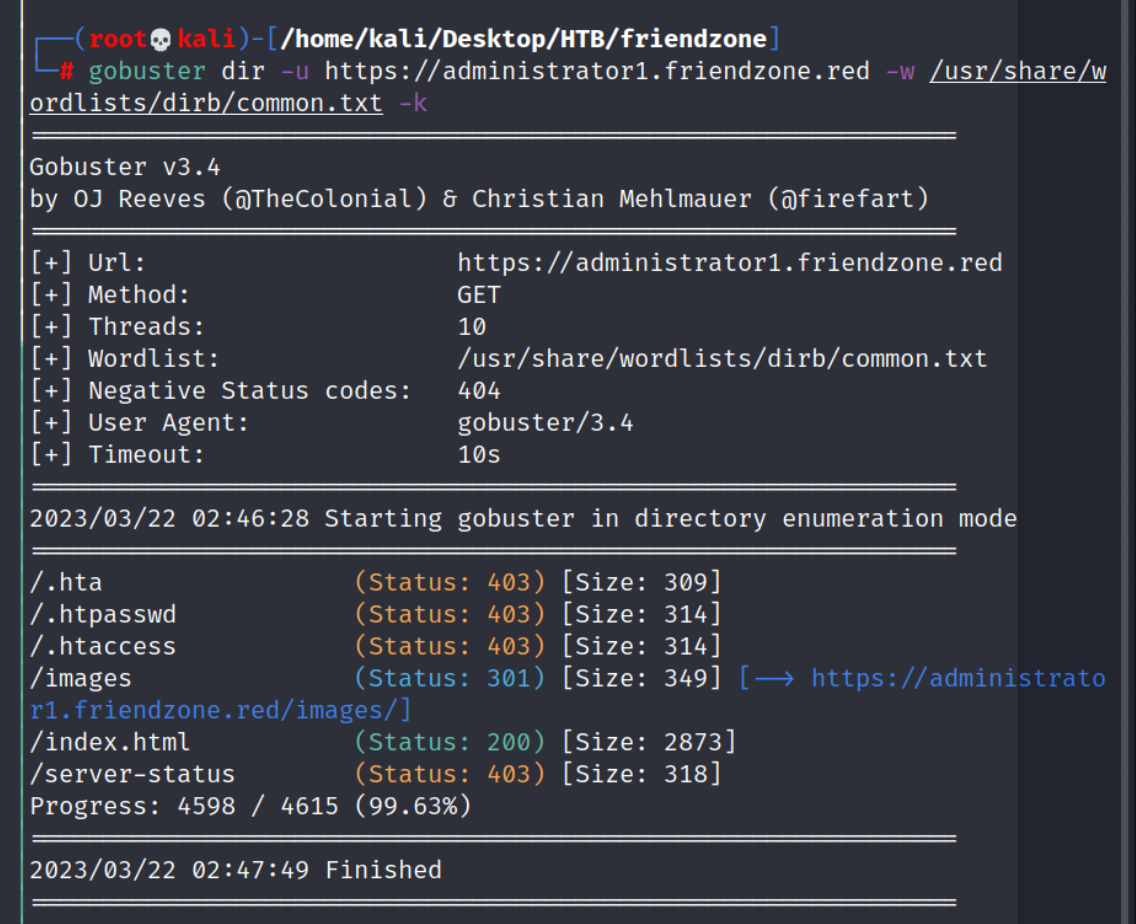 ┌──(root💀kali)-[/home/kali/Desktop/HTB/friendzone]
└─# gobuster dir -u https://administrator1.friendzone.red -w /usr/share/w
ordlists/dirb/common.txt -k
===============================================================
Gobuster v3.4
by OJ Reeves (@TheColonial) & Christian Mehlmauer (@firefart)
===============================================================
[+] Url:                     https://administrator1.friendzone.red
[+] Method:                  GET
[+] Threads:                 10
[+] Wordlist:                /usr/share/wordlists/dirb/common.txt
[+] Negative Status codes:   404
[+] User Agent:              gobuster/3.4
[+] Timeout:                 10s
===============================================================
2023/03/22 02:46:28 Starting gobuster in directory enumeration mode
===============================================================
/.hta                 (Status: 403) [Size: 309]
/.htpasswd            (Status: 403) [Size: 314]
/.htaccess            (Status: 403) [Size: 314]
/images               (Status: 301) [Size: 349] [--> https://administrato
r1.friendzone.red/images/]
/index.html           (Status: 200) [Size: 2873]
/server-status        (Status: 403) [Size: 318]
Progress: 4598 / 4615 (99.63%)
===============================================================
2023/03/22 02:47:49 Finished
===============================================================